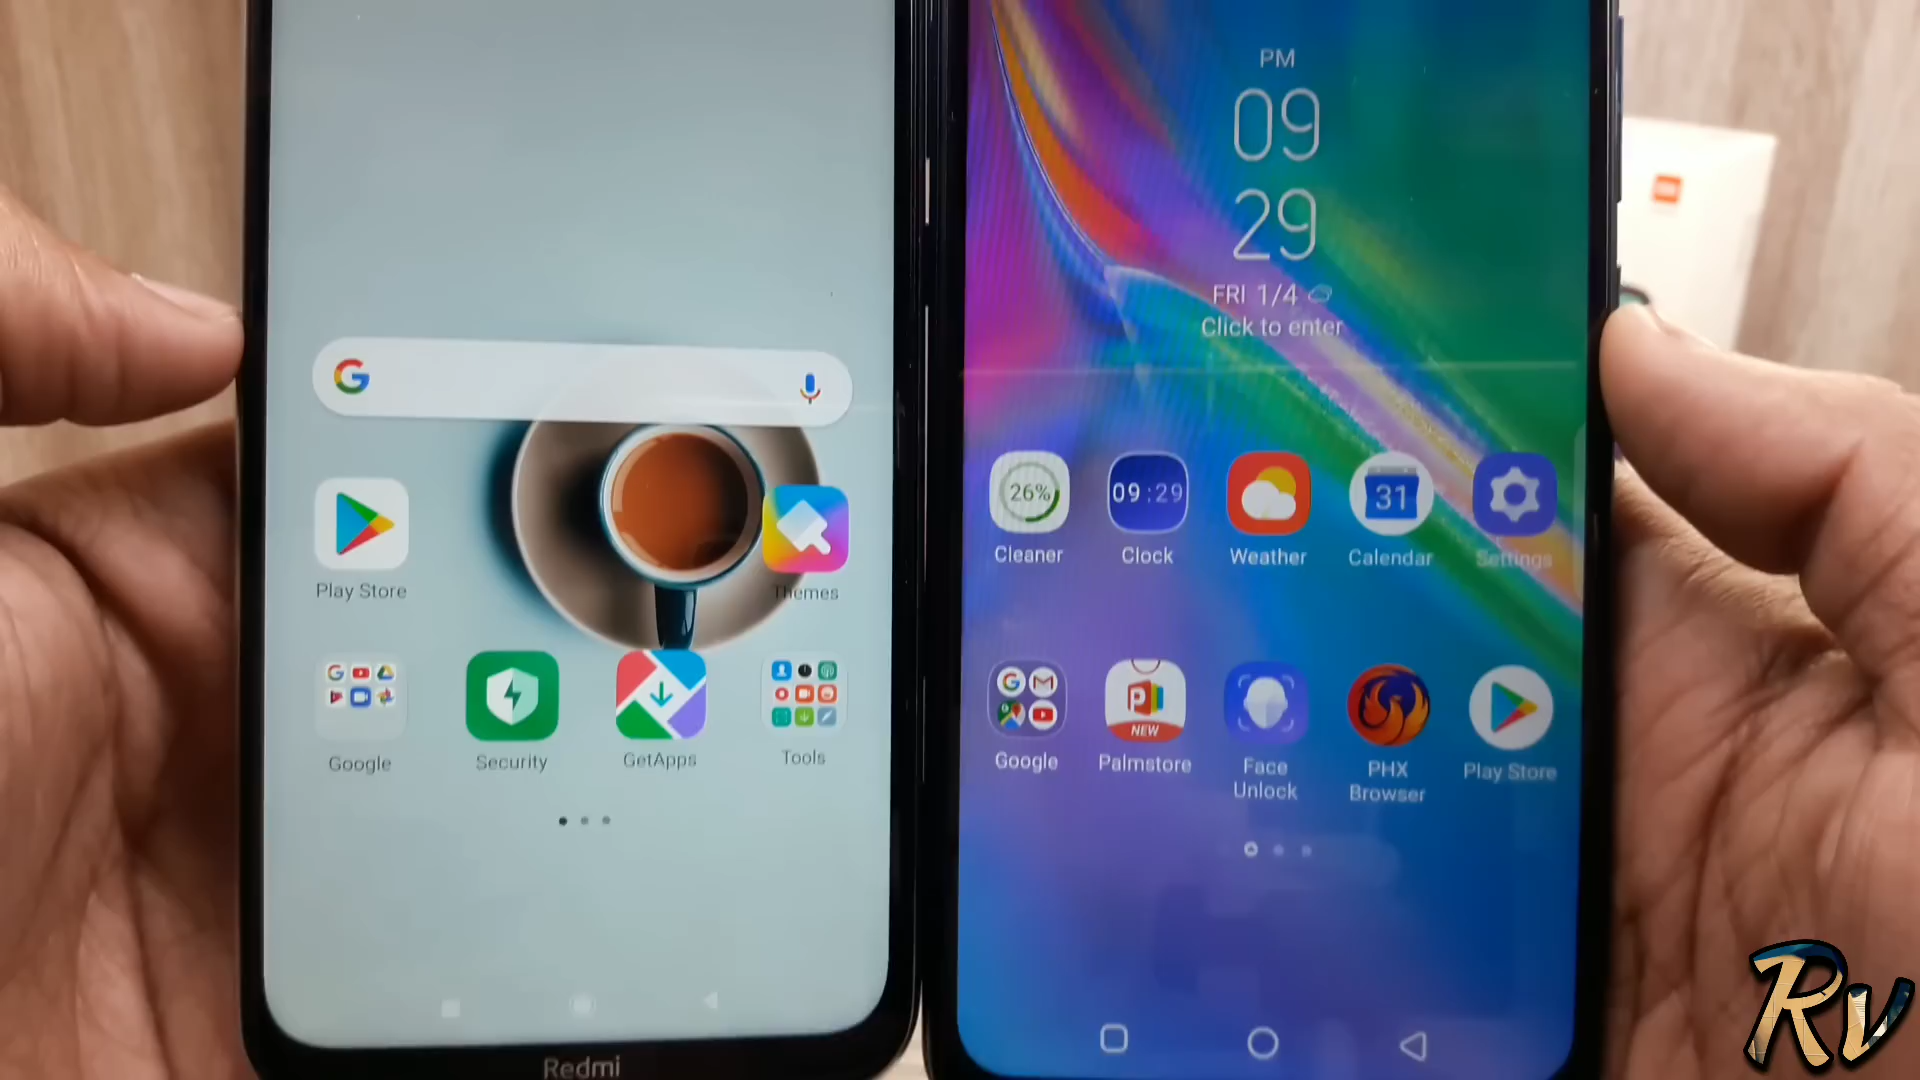 Play Store
Themes
Google
Security
GetApps
Tools
Redmi
PM
09
29
FRI 1/4
Click to enter
26%
09:29
31
Cleaner
Clock
Weather
Calendar
Settings
NEW
Google
Palmstore
Face
Unlock
PHX
Browser
Play Store
Rv